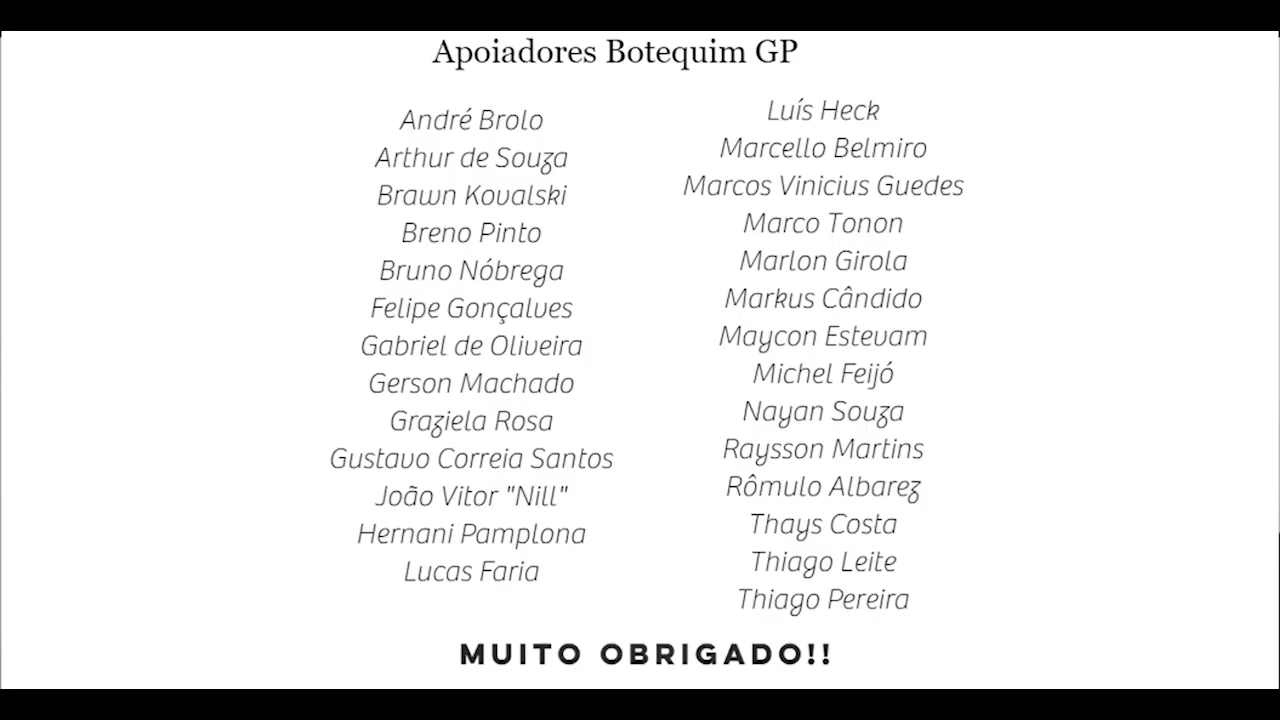 Apoiadores Botequim GP
André Brolo
Arthur de Souza
Brawn Kovalski
Breno Pinto
Bruno Nóbrega
Felipe Gonçalves
Gabriel de Oliveira
Gerson Machado
Graziela Rosa
Gustavo Correia Santos
João Vitor "Nill"
Hernani Pamplona
Lucas Faria
Luís Heck
Marcello Belmiro
Marcos Vinicius Guedes
Marco Tonon
Marlon Girola
Markus Cândido
Maycon Estevam
Michel Feijó
Nayan Souza
Raysson Martins
Rômulo Albarez
Thays Costa
Thiago Leite
Thiago Pereira
MUITO OBRIGADO!!